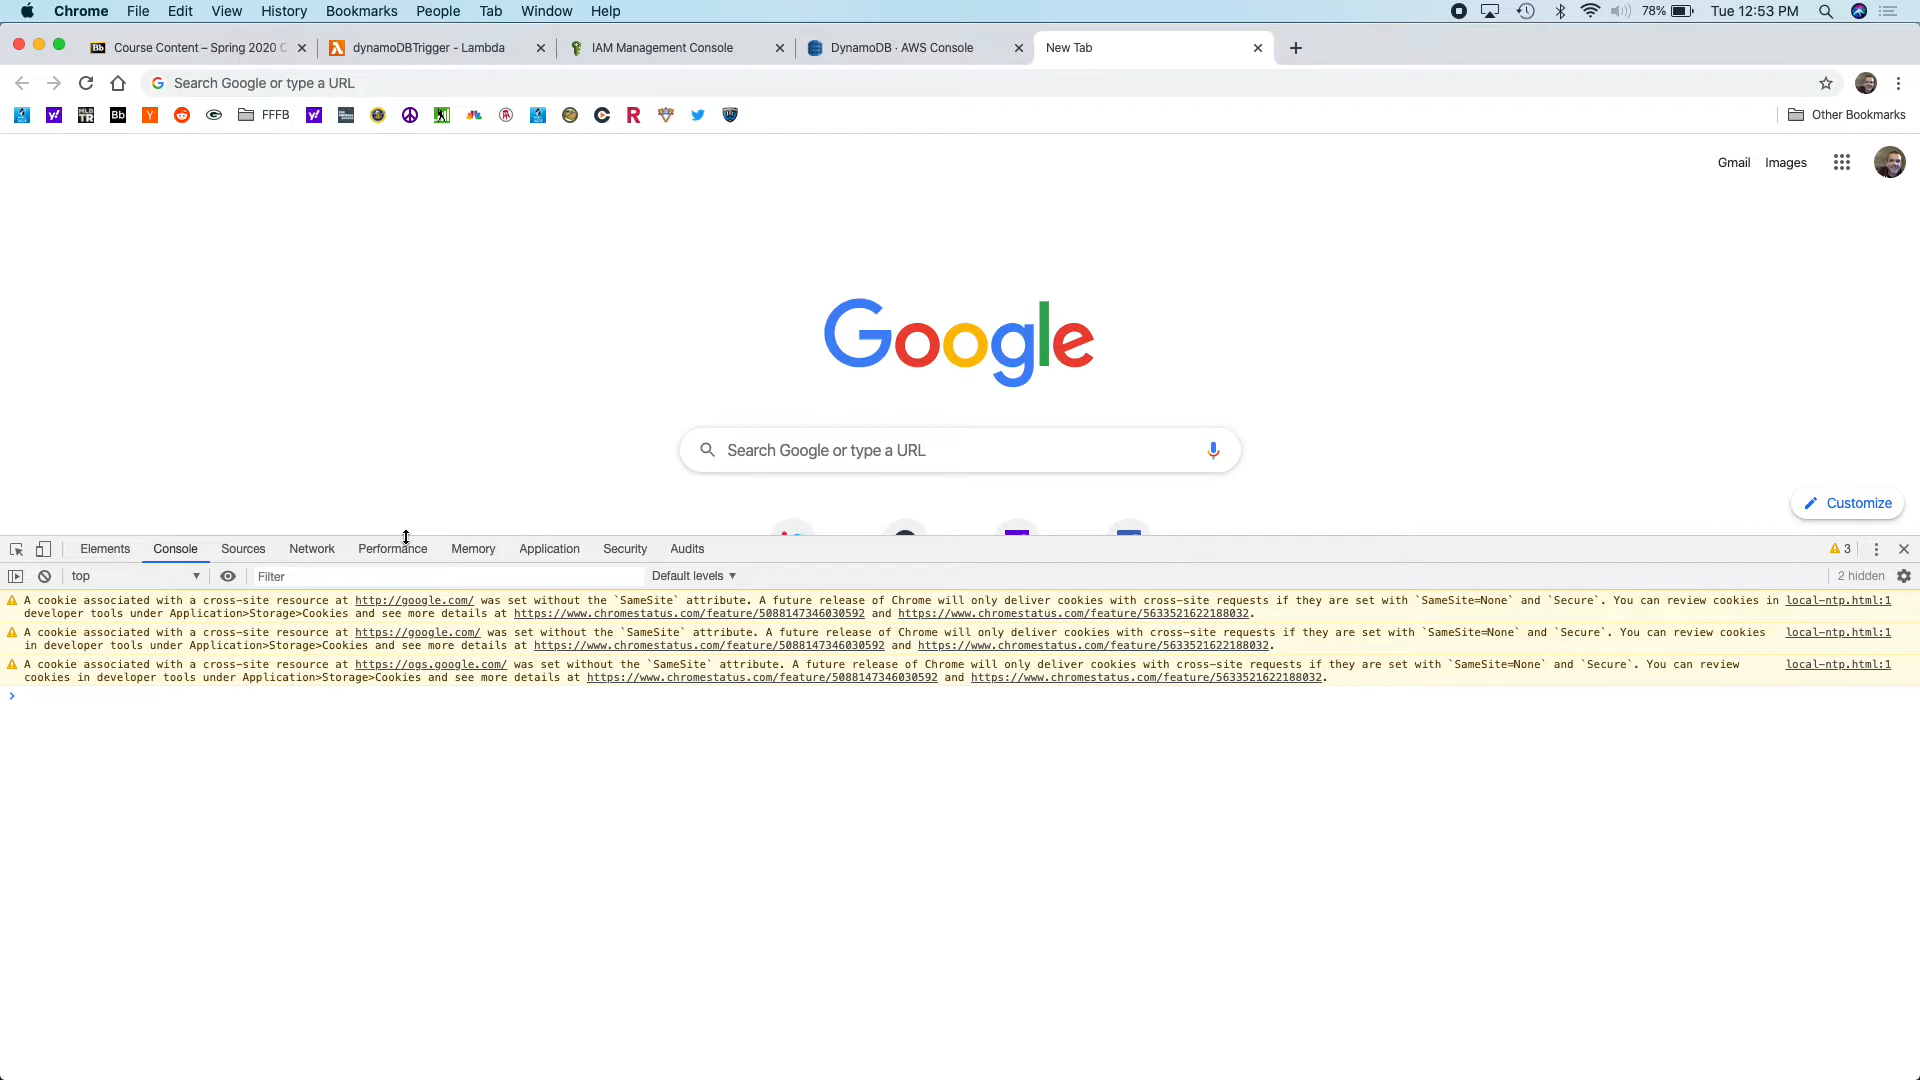 Chrome File Edit View History Bookmarks People Tab Window Help 78% Tue 12:53 PM
Bb Course Content – Spring 2020 C dynamoDBTrigger - Lambda IAM Management Console DynamoDB · AWS Console New Tab
Search Google or type a URL
Bb FFFB Other Bookmarks
Gmail Images
Google
Search Google or type a URL
Customize
Elements Console Sources Network Performance Memory Application Security Audits 3
top Filter Default levels 2 hidden
A cookie associated with a cross-site resource at http://google.com/ was set without the `SameSite` attribute. A future release of Chrome will only deliver cookies with cross-site requests if they are set with `SameSite=None` and `Secure`. You can review cookies in local-ntp.html:1
developer tools under Application>Storage>Cookies and see more details at https://www.chromestatus.com/feature/5088147346030592 and https://www.chromestatus.com/feature/5633521622188032.
A cookie associated with a cross-site resource at https://google.com/ was set without the `SameSite` attribute. A future release of Chrome will only deliver cookies with cross-site requests if they are set with `SameSite=None` and `Secure`. You can review cookies local-ntp.html:1
in developer tools under Application>Storage>Cookies and see more details at https://www.chromestatus.com/feature/5088147346030592 and https://www.chromestatus.com/feature/5633521622188032.
A cookie associated with a cross-site resource at https://ogs.google.com/ was set without the `SameSite` attribute. A future release of Chrome will only deliver cookies with cross-site requests if they are set with `SameSite=None` and `Secure`. You can review local-ntp.html:1
cookies in developer tools under Application>Storage>Cookies and see more details at https://www.chromestatus.com/feature/5088147346030592 and https://www.chromestatus.com/feature/5633521622188032.